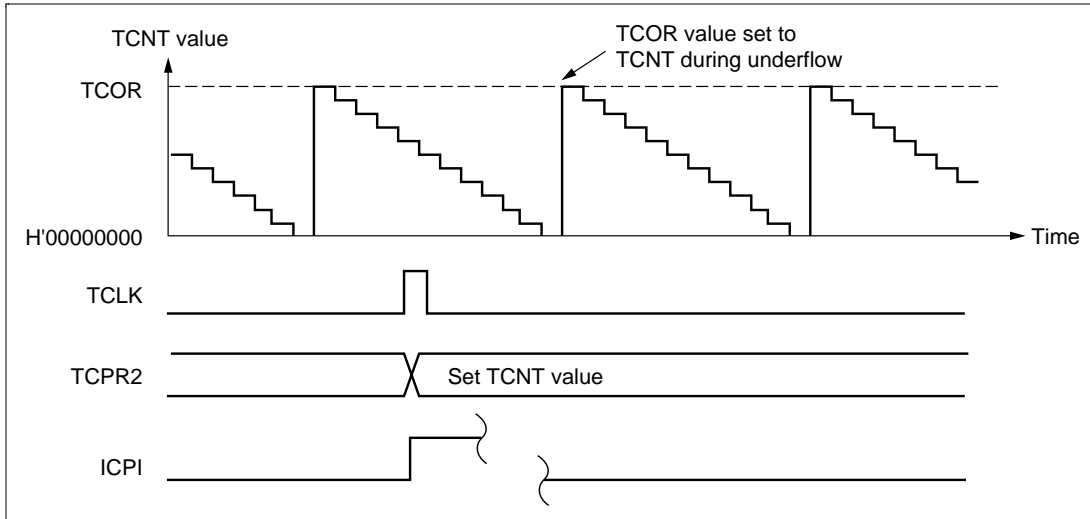 TCNT value
TCOR value set to
TCNT during underflow
TCOR
H'00000000
Time
TCLK
TCPR2
Set TCNT value
ICPI